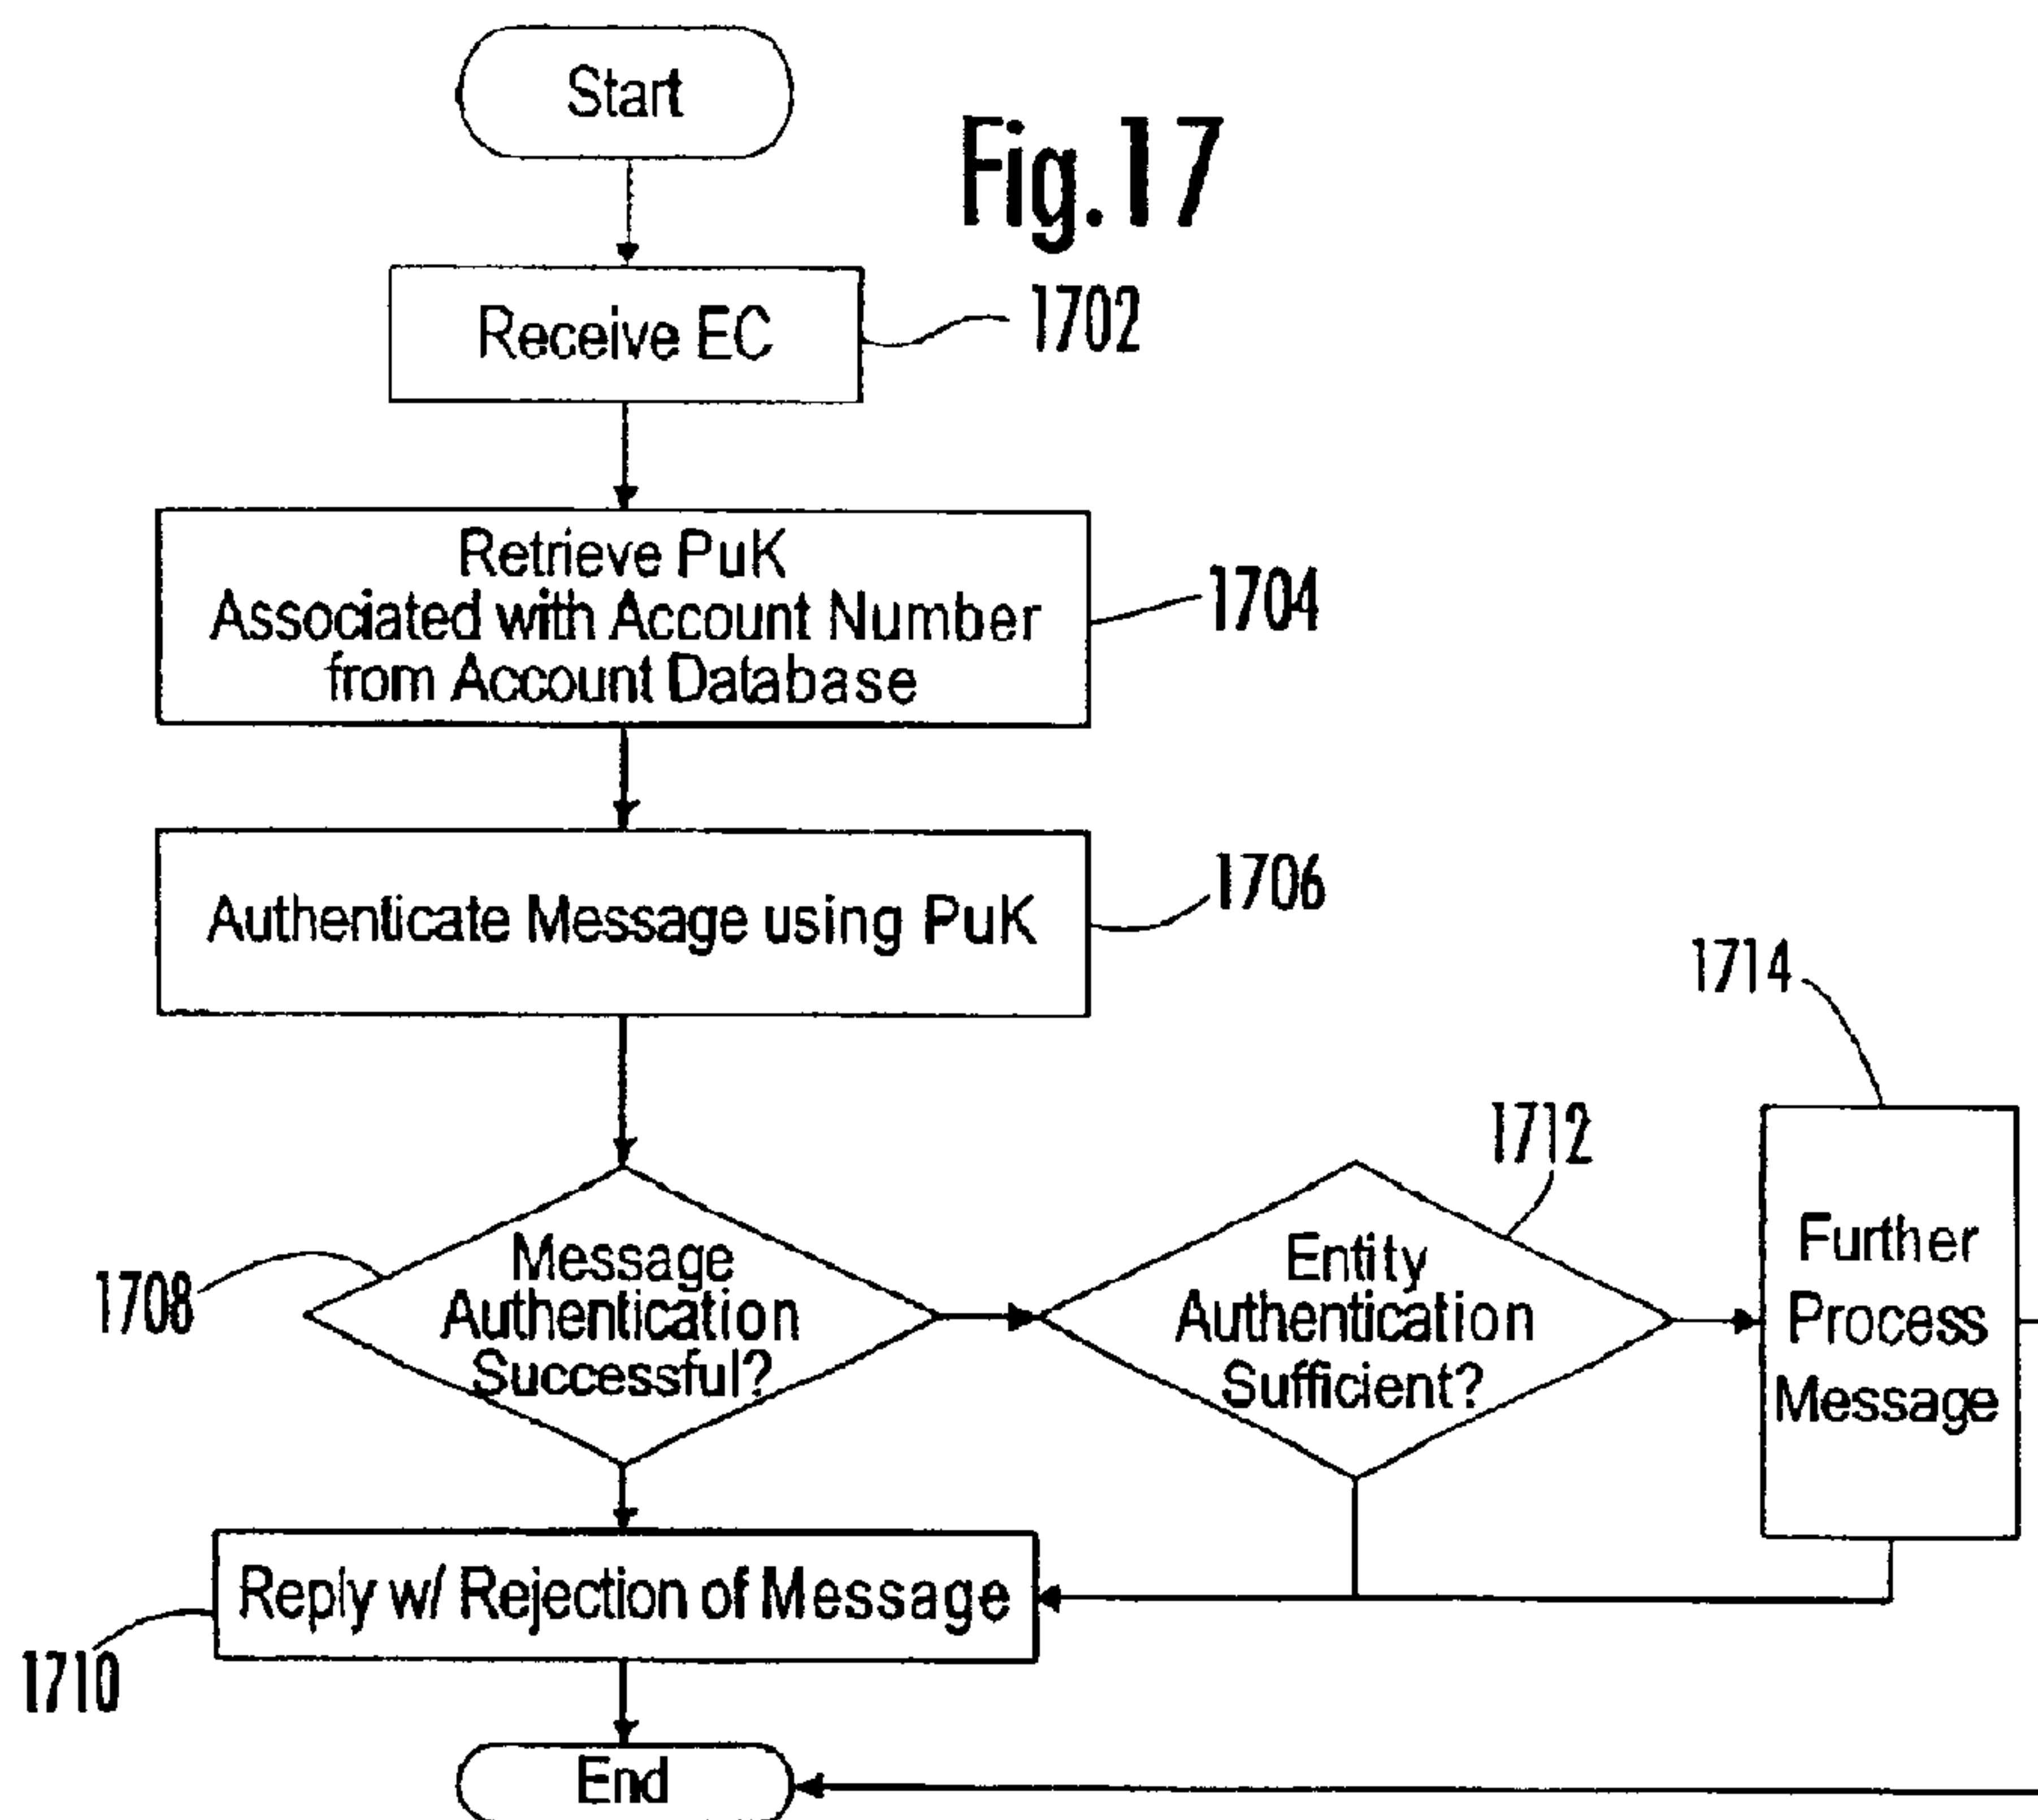 Start
Fig.17
Receive EC
1702
Retrieve PuK
Associated with Account Number
from Account Database
1704
Authenticate Message using PuK
1706
1714
1712
Message
Authentication
Successful?
1708
Entity
Authentication
Sufficient?
Further
Process
Message
Reply w/ Rejection of Message
1710
End